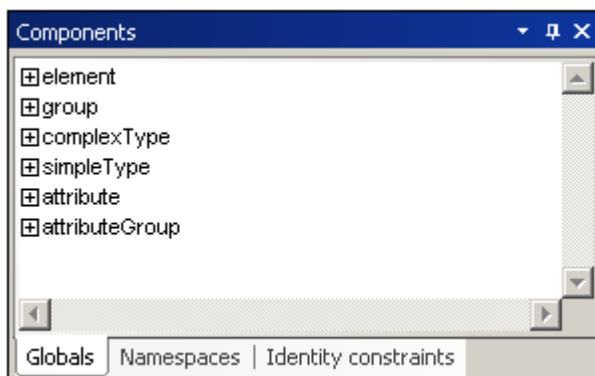 Components
element
group
complexType
simpleType
attribute
attributeGroup
Globals Namespaces Identity constraints